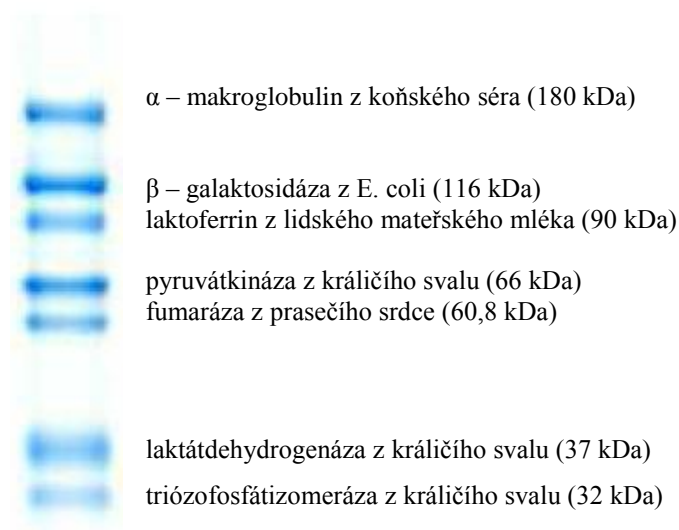 α – makroglobulin z koňského séra (180 kDa)
β – galaktosidáza z E. coli (116 kDa)
laktoferrin z lidského mateřského mléka (90 kDa)
pyruvátkináza z králičího svalu (66 kDa)
fumaráza z prasečího srdce (60,8 kDa)
laktátdehydrogenáza z králičího svalu (37 kDa)
triózofosfátizomeráza z králičího svalu (32 kDa)